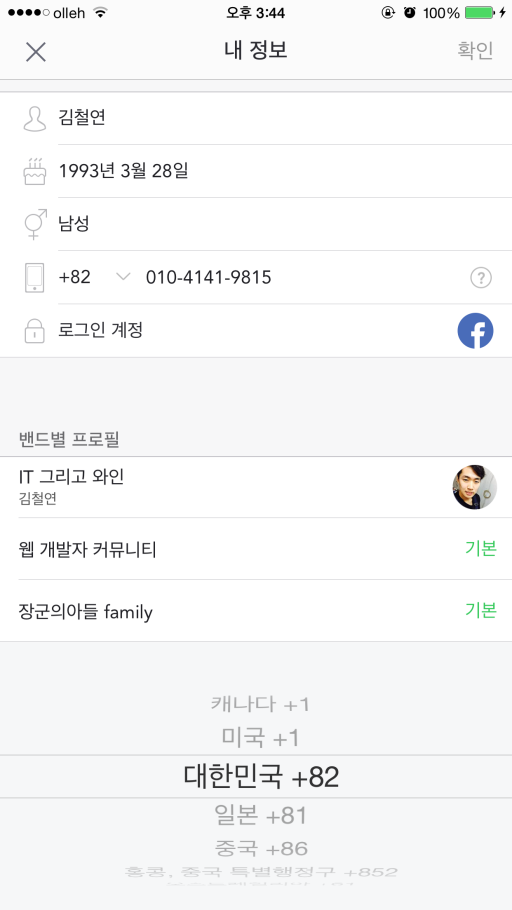 olleh 오후 3:44 100%
내 정보 확인
김철연
1993년 3월 28일
남성
+82 010-4141-9815 ?
로그인 계정 f
밴드별 프로필
IT 그리고 와인
김철연
웹 개발자 커뮤니티 기본
장군의아들 family 기본
캐나다 +1
미국 +1
대한민국 +82
일본 +81
중국 +86
홍콩, 중국 특별행정구 +852